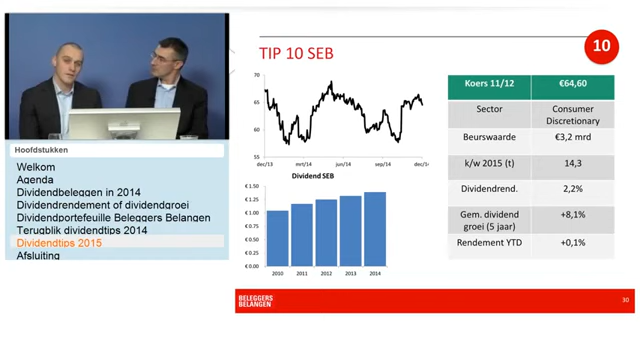 TIP 10 SEB
10
70
65
60
55
dec/13
mrt/14
jun/14
sep/14
dec/14
Dividend SEB
€ 1.50
€ 1.25
€ 1.00
€ 0.75
€ 0.50
€ 0.25
€ 0.00
2010
2011
2012
2013
2014
Koers 11/12 €64,60
Sector Consumer
Discretionary
Beurswaarde €3,2 mrd
k/w 2015 (t) 14,3
Dividendrend. 2,2%
Gem. dividend
groei (5 jaar) +8,1%
Rendement YTD +0,1%
Hoofdstukken
Welkom
Agenda
Dividendbeleggen in 2014
Dividendrendement of dividendgroei
Dividendportefeuille Beleggers Belangen
Terugblik dividendtips 2014
Dividendtips 2015
Afsluiting
BELEGGERS
BELANGEN
30